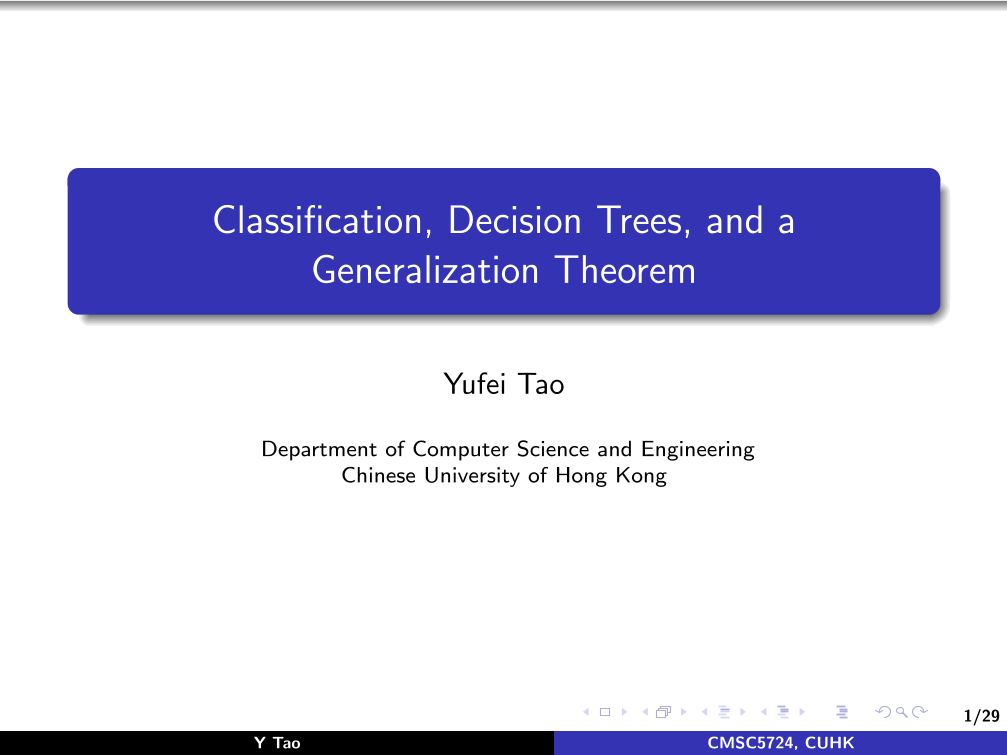 Classification, Decision Trees, and a
Generalization Theorem
Yufei Tao
Department of Computer Science and Engineering
Chinese University of Hong Kong
1/29
Y Tao
CMSC5724, CUHK